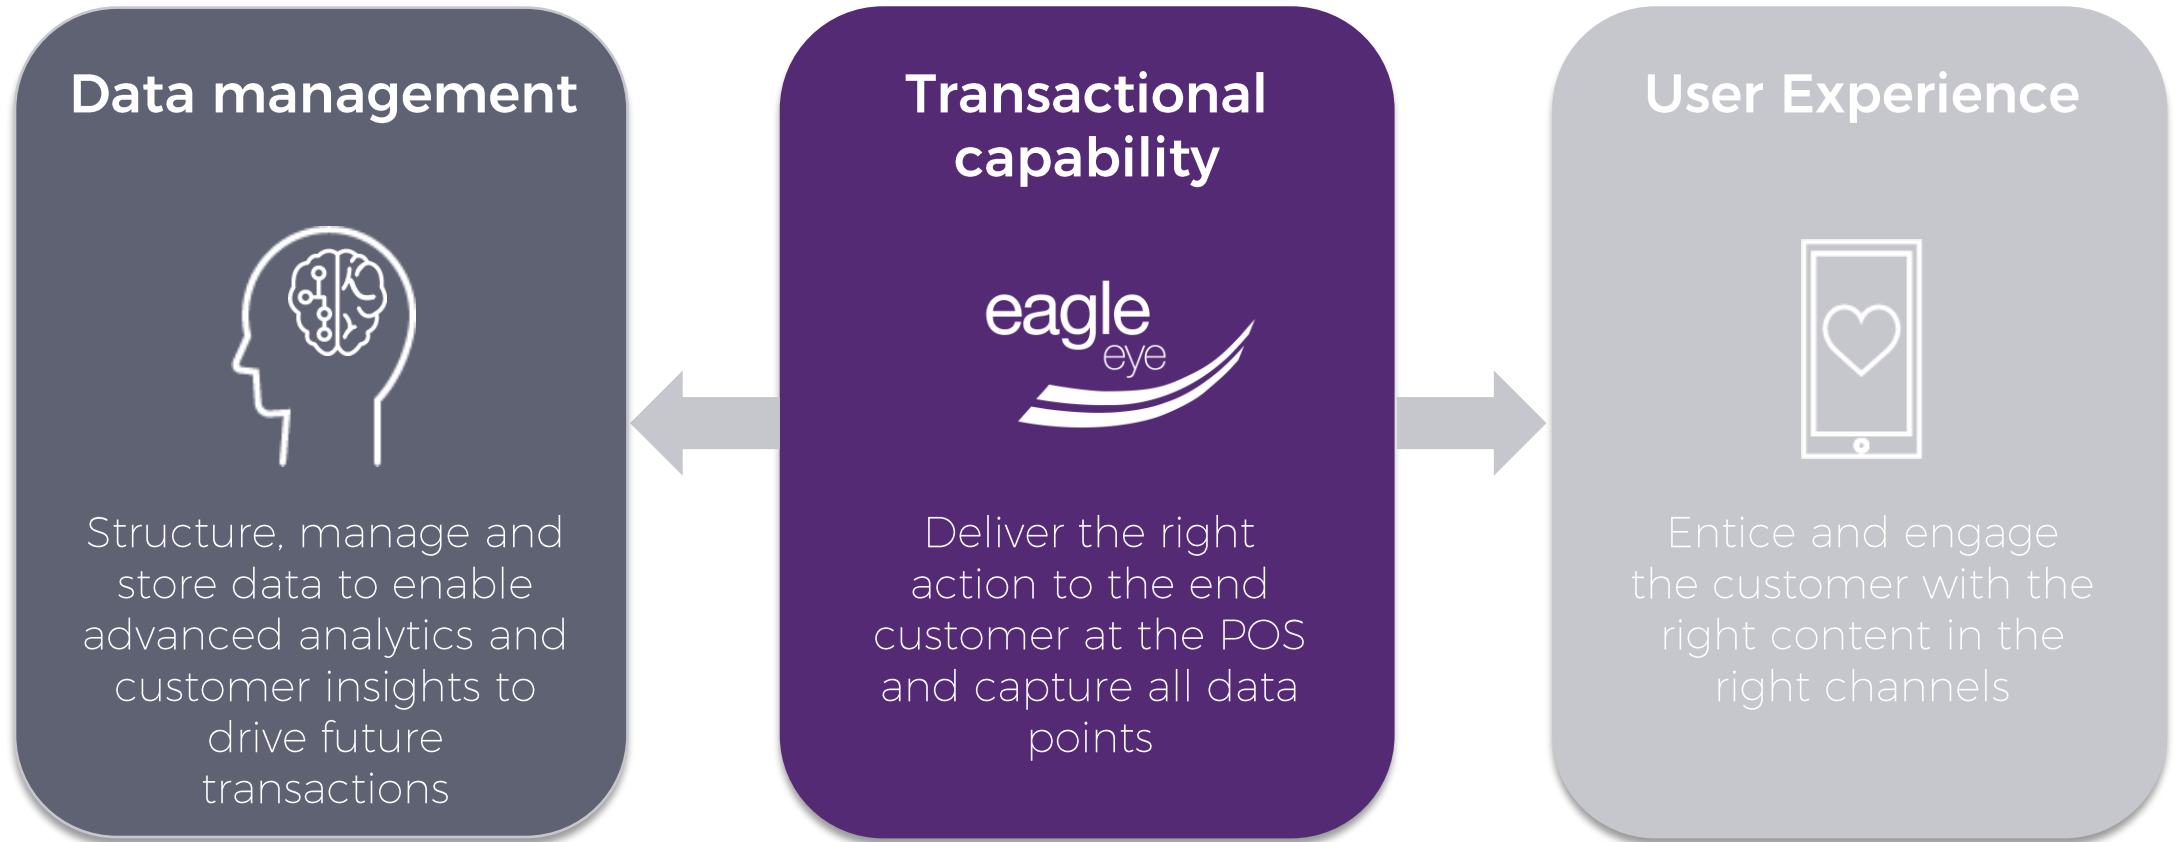 Data management
Structure, manage and
store data to enable
advanced analytics and
customer insights to
drive future
transactions
Transactional
capability
eagle
eye
Deliver the right
action to the end
customer at the POS
and capture all data
points
User Experience
Entice and engage
the customer with the
right content in the
right channels